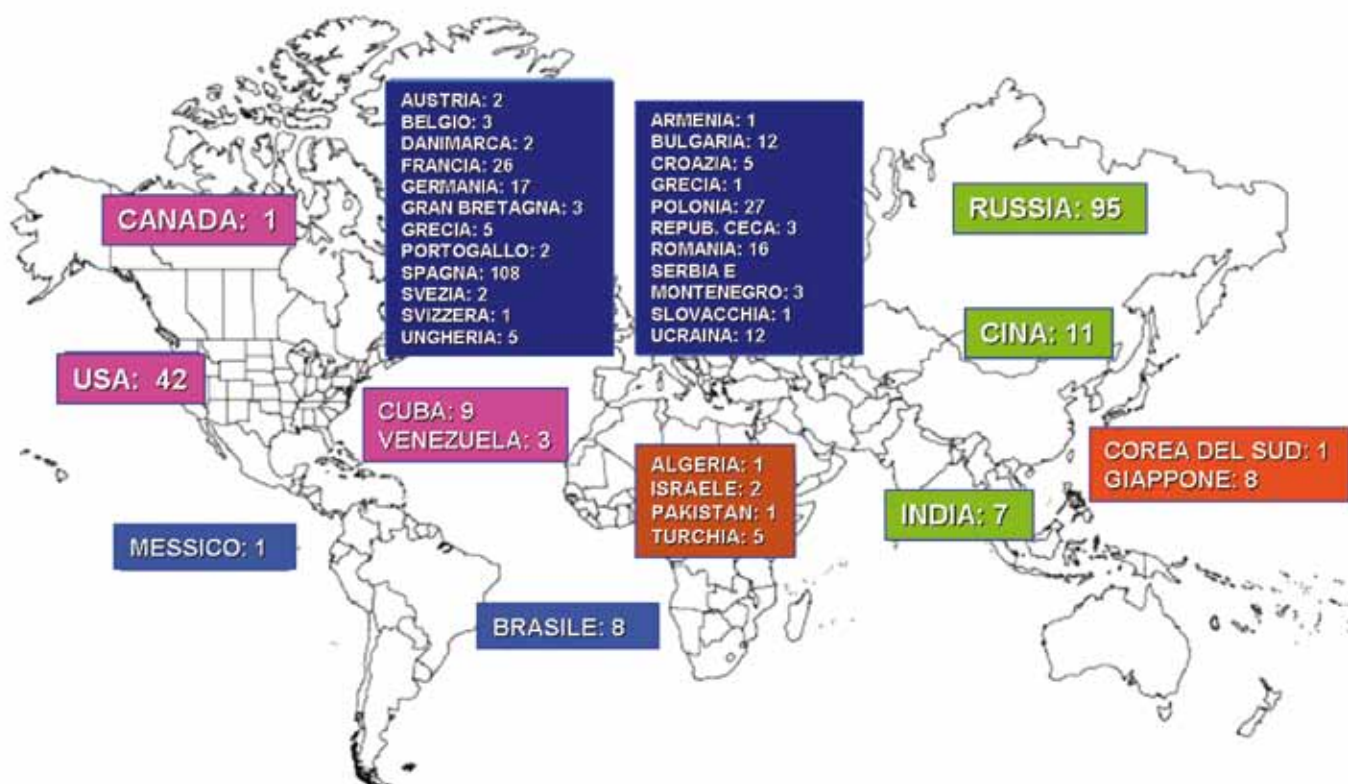 AUSTRIA: 2
BELGIO: 3
DANIMARCA: 2
FRANCIA: 26
GERMANIA: 17
GRAN BRETAGNA: 3
GRECIA: 5
PORTOGALLO: 2
SPAGNA: 108
SVEZIA: 2
SVIZZERA: 1
UNGHERIA: 5
ARMENIA: 1
BULGARIA: 12
CROAZIA: 5
GRECIA: 1
POLONIA: 27
REPUB. CECA: 3
ROMANIA: 16
SERBIA E
MONTENEGRO: 3
SLOVACCHIA: 1
UCRAINA: 12
CANADA: 1
RUSSIA: 95
CINA: 11
USA: 42
CUBA: 9
VENEZUELA: 3
ALGERIA: 1
ISRAELE: 2
PAKISTAN: 1
TURCHIA: 5
COREA DEL SUD: 1
GIAPPONE: 8
INDIA: 7
MESSICO: 1
BRASILE: 8